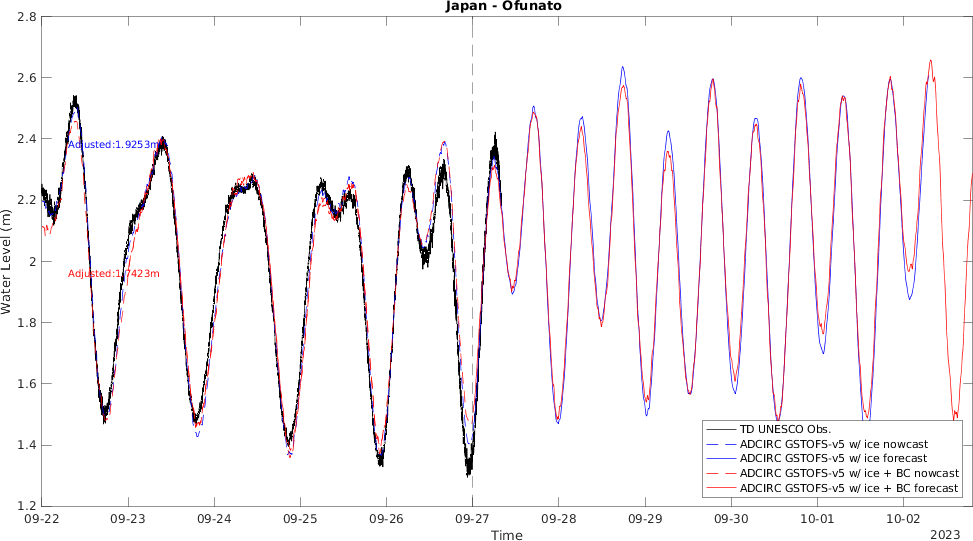 Japan - Ofunato
2.8
2.6
2.4
2.2
2
1.8
1.6
1.4
1.2
Water Level (m)
Adjusted:1.9253m
Adjusted:1.7423m
TD UNESCO Obs.
ADCIRC GSTOFS-v5 w/ ice nowcast
ADCIRC GSTOFS-v5 w/ ice forecast
ADCIRC GSTOFS-v5 w/ ice + BC nowcast
ADCIRC GSTOFS-v5 w/ ice + BC forecast
09-22 09-23 09-24 09-25 09-26 09-27 09-28 09-29 09-30 10-01 10-02
Time
2023